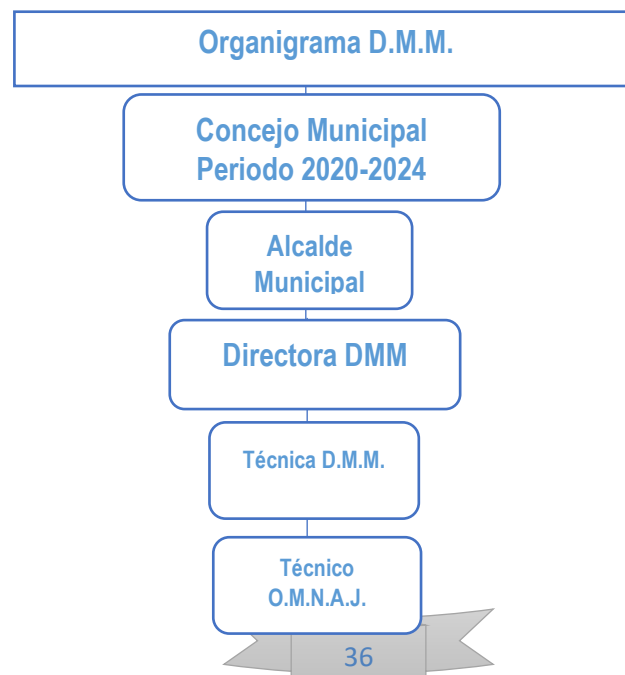 Organigrama D.M.M.
Concejo Municipal
Periodo 2020-2024
Alcalde
Municipal
Directora DMM
Técnica D.M.M.
Técnico
O.M.N.A.J.
36